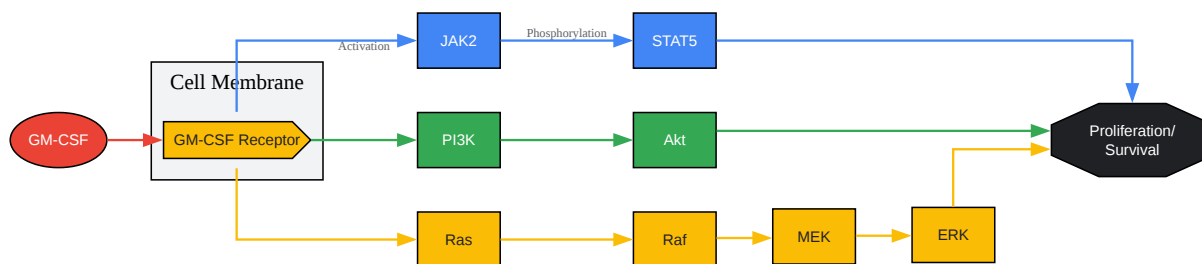 Activation
JAK2
Phosphorylation
STAT5
Cell Membrane
GM-CSF
GM-CSF Receptor
PI3K
Akt
Proliferation/
Survival
Ras
Raf
MEK
ERK